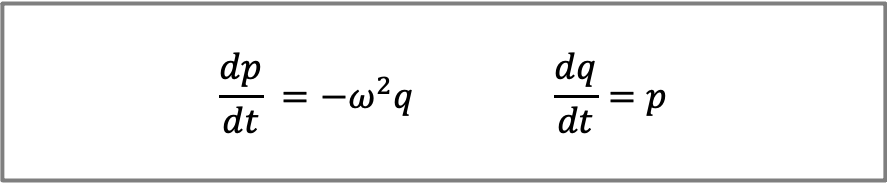 dp/dt = −ω²q    dq/dt = p